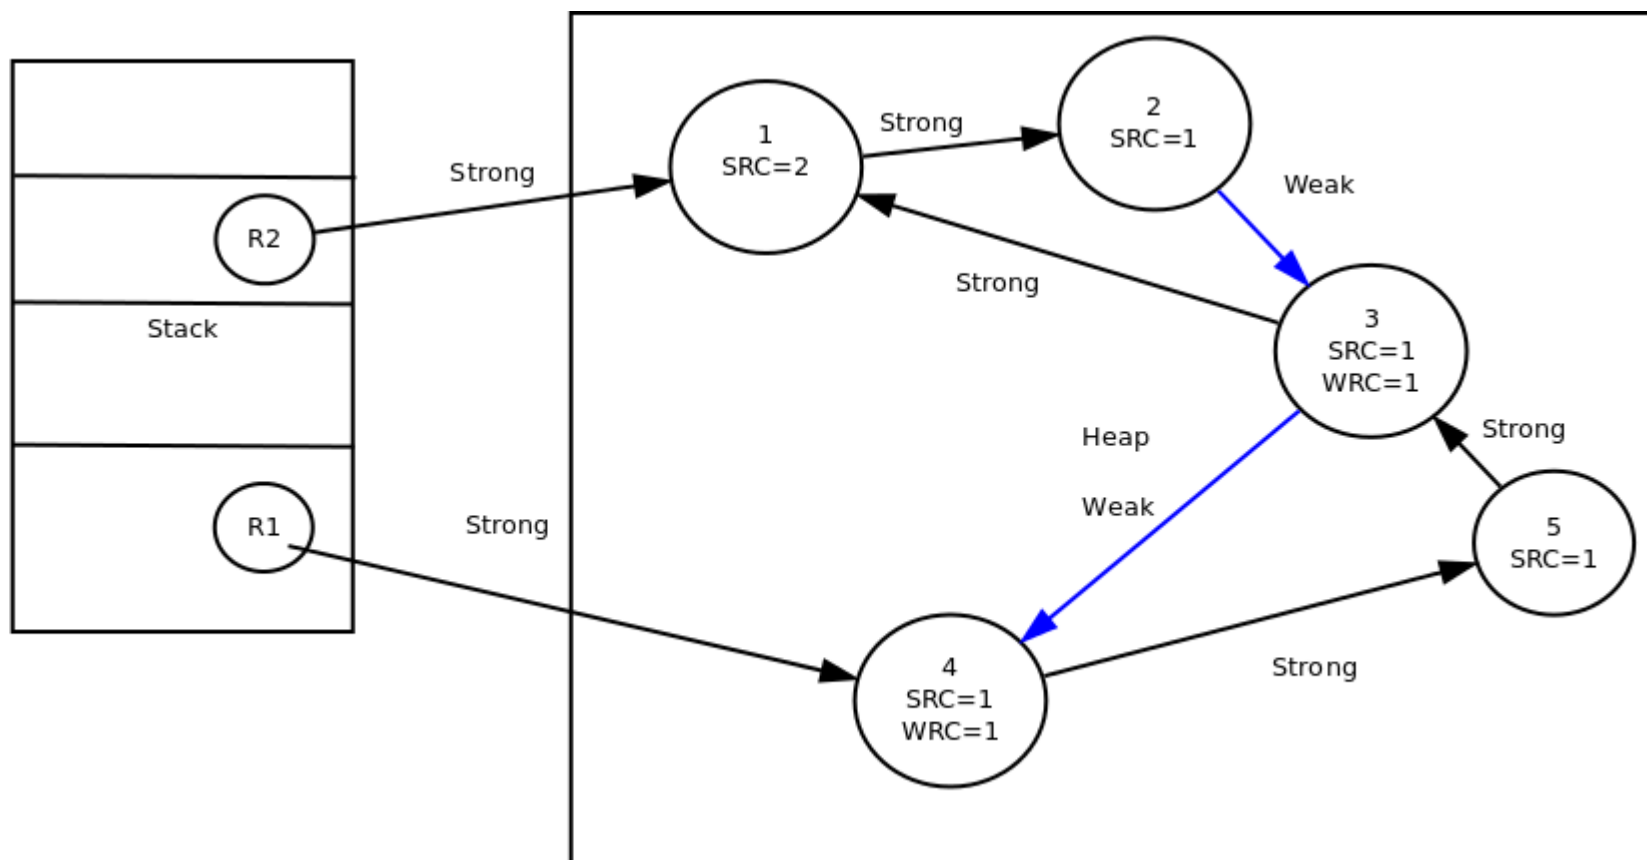 2
SRC=1
Strong
1
SRC=2
Strong
Weak
R2
Strong
3
SRC=1
WRC=1
Stack
Heap
Strong
Weak
Strong
R1
5
SRC=1
4
SRC=1
WRC=1
Strong